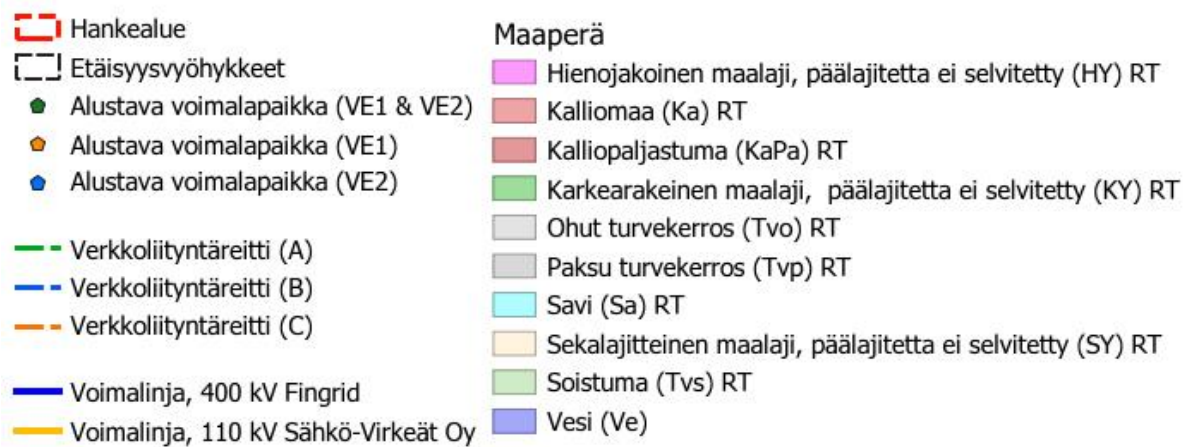 Hankealue
Etäisyysvyöhykkeet
Alustava voimalapaikka (VE1 & VE2)
Alustava voimalapaikka (VE1)
Alustava voimalapaikka (VE2)
Verkkoliityntäreitti (A)
Verkkoliityntäreitti (B)
Verkkoliityntäreitti (C)
Voimalinja, 400 kV Fingrid
Voimalinja, 110 kV Sähkö-Virkeät Oy
Maaperä
Hienojakoinen maalaji, päälajitetta ei selvitetty (HY) RT
Kalliomaa (Ka) RT
Kalliopaljastuma (KaPa) RT
Karkearakeinen maalaji, päälajitetta ei selvitetty (KY) RT
Ohut turvekerros (Tvo) RT
Paksu turvekerros (Tvp) RT
Savi (Sa) RT
Sekalajitteinen maalaji, päälajitetta ei selvitetty (SY) RT
Soistuma (Tvs) RT
Vesi (Ve)